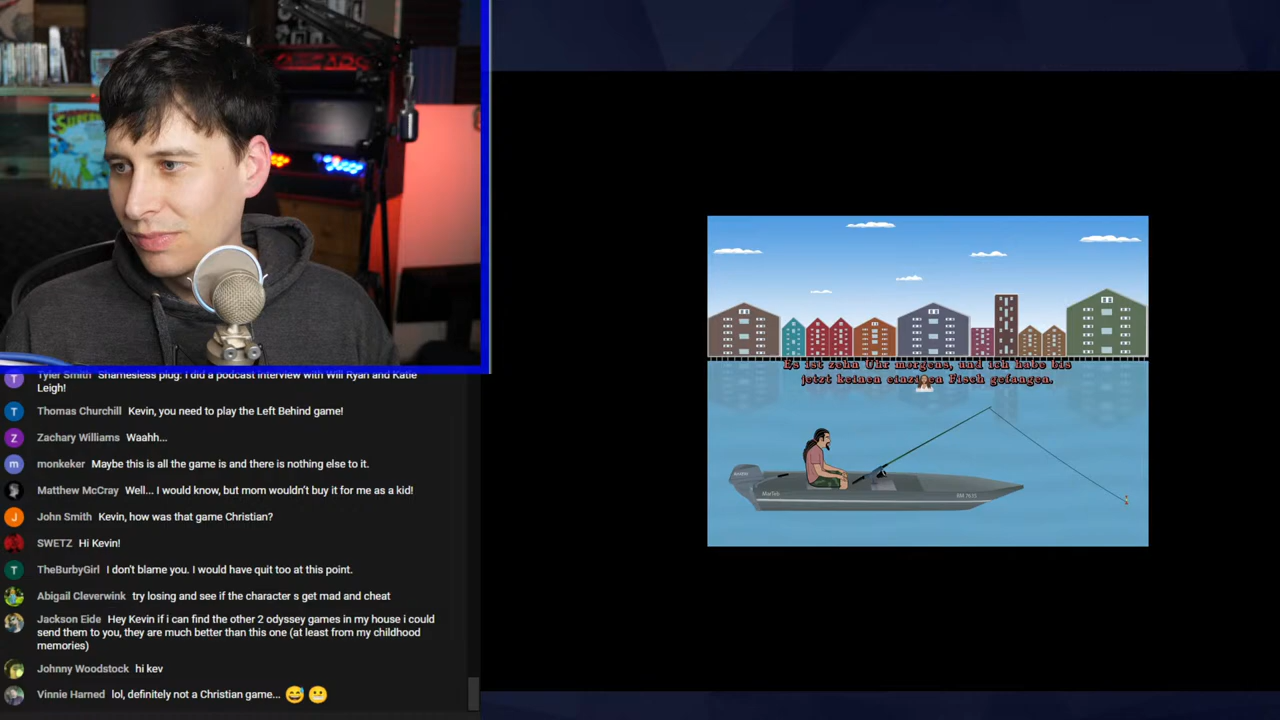 Tyler Smith Shamesless plug. I did a podcast interview with Will Ryan and Katie
Leigh!
Thomas Churchill Kevin, you need to play the Left Behind game!
Zachary Williams Waahh...
monkeker Maybe this is all the game is and there is nothing else to it.
Matthew McCray Well... I would know, but mom wouldn't buy it for me as a kid!
John Smith Kevin, how was that game Christian?
SWETZ Hi Kevin!
TheBurbyGirl I don't blame you. I would have quit too at this point.
Abigail Cleverwink try losing and see if the character s get mad and cheat
Jackson Eide Hey Kevin if i can find the other 2 odyssey games in my house i could
send them to you, they are much better than this one (at least from my childhood
memories)
Johnny Woodstock hi kev
Vinnie Harned lol, definitely not a Christian game... 😅 😬
Es ist zehn Uhr morgens, und ich habe bis
jetzt keinen einzigen Fisch gefangen.
MarTek